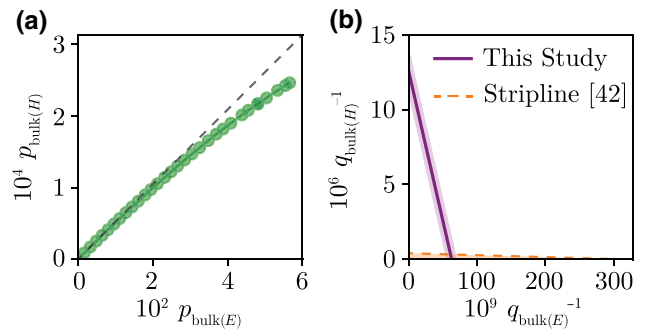 (a)
3
2
1
0
10⁴ p_bulk(H)
0 2 4 6
10² p_bulk(E)
(b)
15
10
5
0
10⁶ q_bulk(H)⁻¹
This Study
Stripline [42]
0 100 200 300
10⁹ q_bulk(E)⁻¹